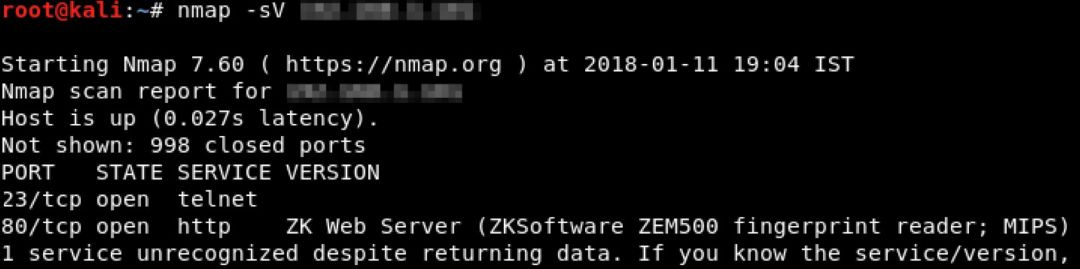 root@kali:~# nmap -sV
Starting Nmap 7.60 ( https://nmap.org ) at 2018-01-11 19:04 IST
Nmap scan report for
Host is up (0.027s latency).
Not shown: 998 closed ports
PORT   STATE SERVICE VERSION
23/tcp open  telnet
80/tcp open  http    ZK Web Server (ZKSoftware ZEM500 fingerprint reader; MIPS)
1 service unrecognized despite returning data. If you know the service/version,